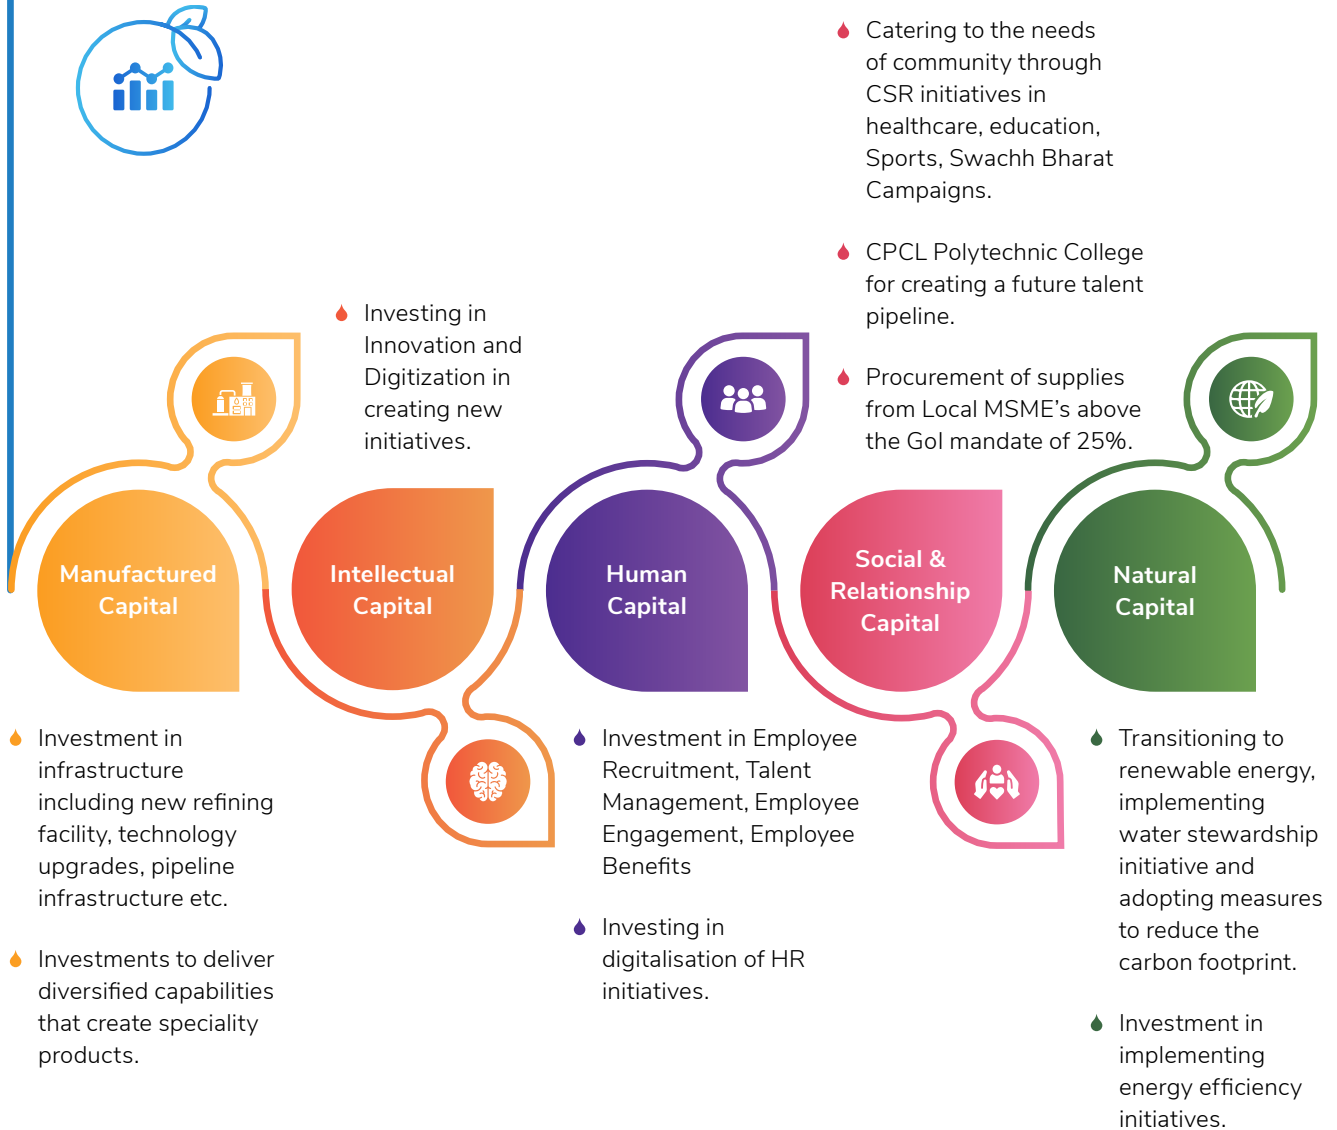 Manufactured
Capital
Investment in
infrastructure
including new refining
facility, technology
upgrades, pipeline
infrastructure etc.
Investments to deliver
diversified capabilities
that create speciality
products.
Investing in
Innovation and
Digitization in
creating new
initiatives.
Intellectual
Capital
Human
Capital
Investment in Employee
Recruitment, Talent
Management, Employee
Engagement, Employee
Benefits
Investing in
digitalisation of HR
initiatives.
Catering to the needs
of community through
CSR initiatives in
healthcare, education,
Sports, Swachh Bharat
Campaigns.
CPCL Polytechnic College
for creating a future talent
pipeline.
Procurement of supplies
from Local MSME’s above
the GoI mandate of 25%.
Social &
Relationship
Capital
Natural
Capital
Transitioning to
renewable energy,
implementing
water stewardship
initiative and
adopting measures
to reduce the
carbon footprint.
Investment in
implementing
energy efficiency
initiatives.